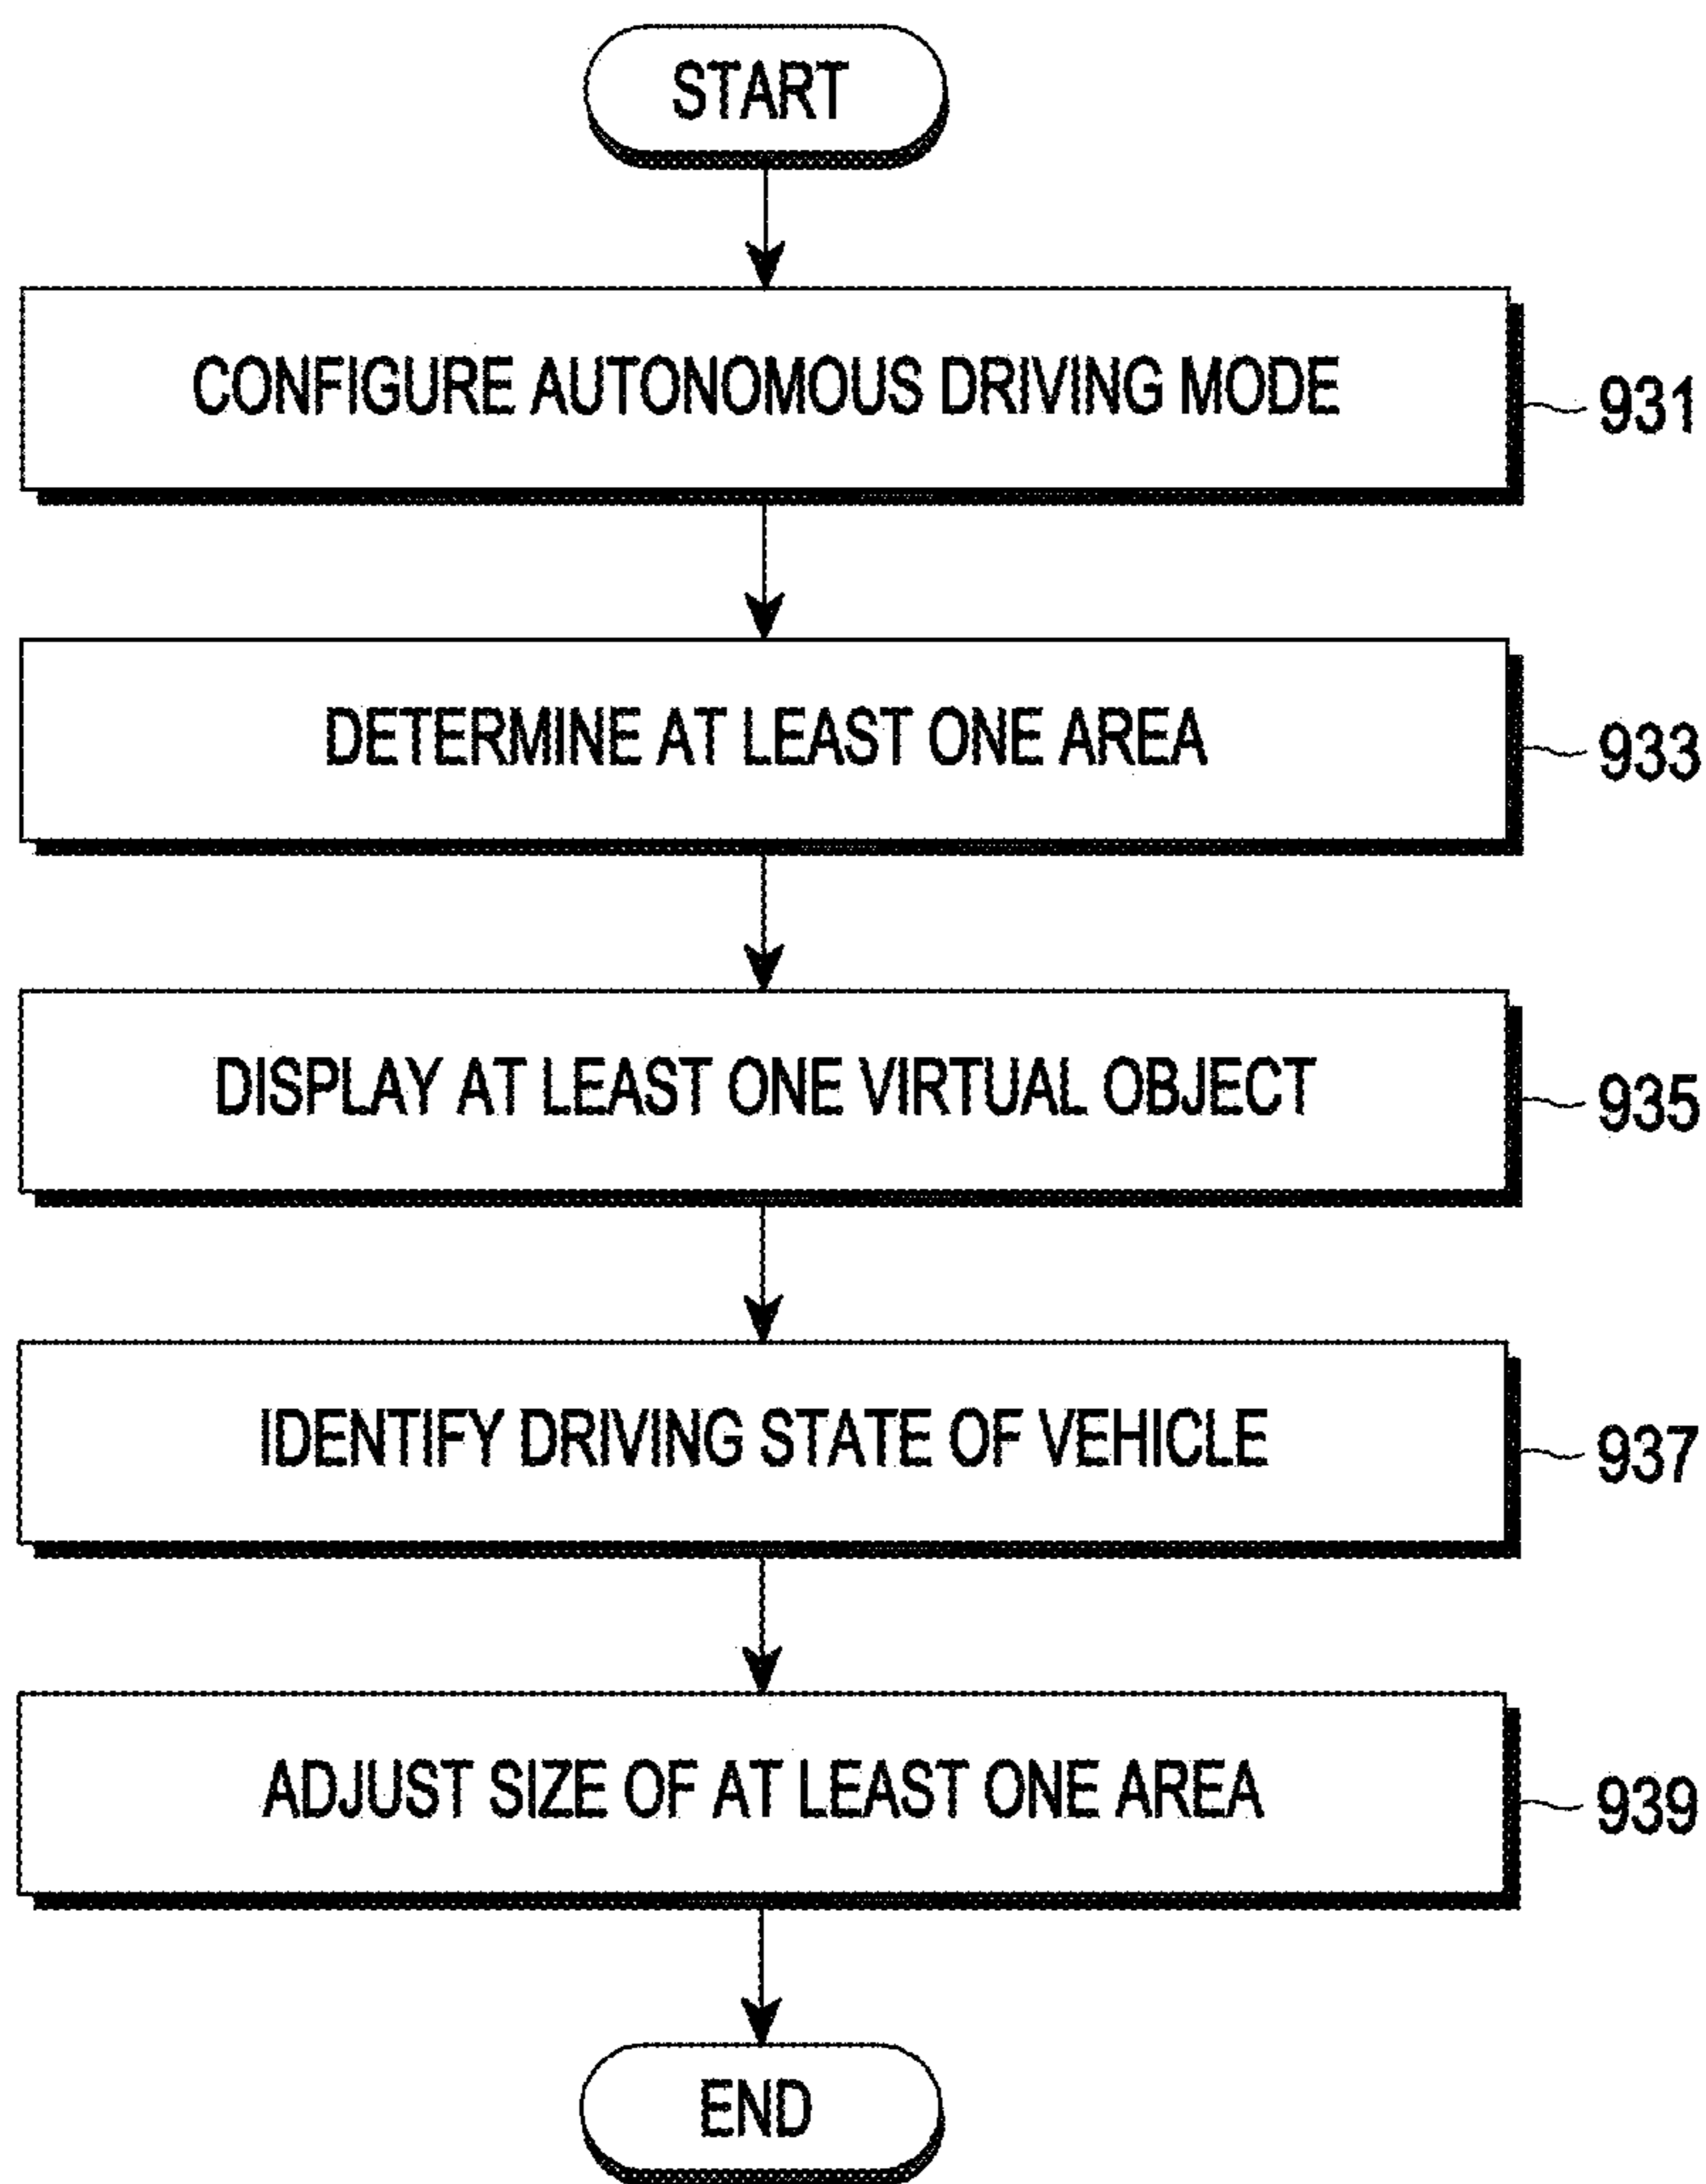 START
CONFIGURE AUTONOMOUS DRIVING MODE
931
DETERMINE AT LEAST ONE AREA
933
DISPLAY AT LEAST ONE VIRTUAL OBJECT
935
IDENTIFY DRIVING STATE OF VEHICLE
937
ADJUST SIZE OF AT LEAST ONE AREA
939
END